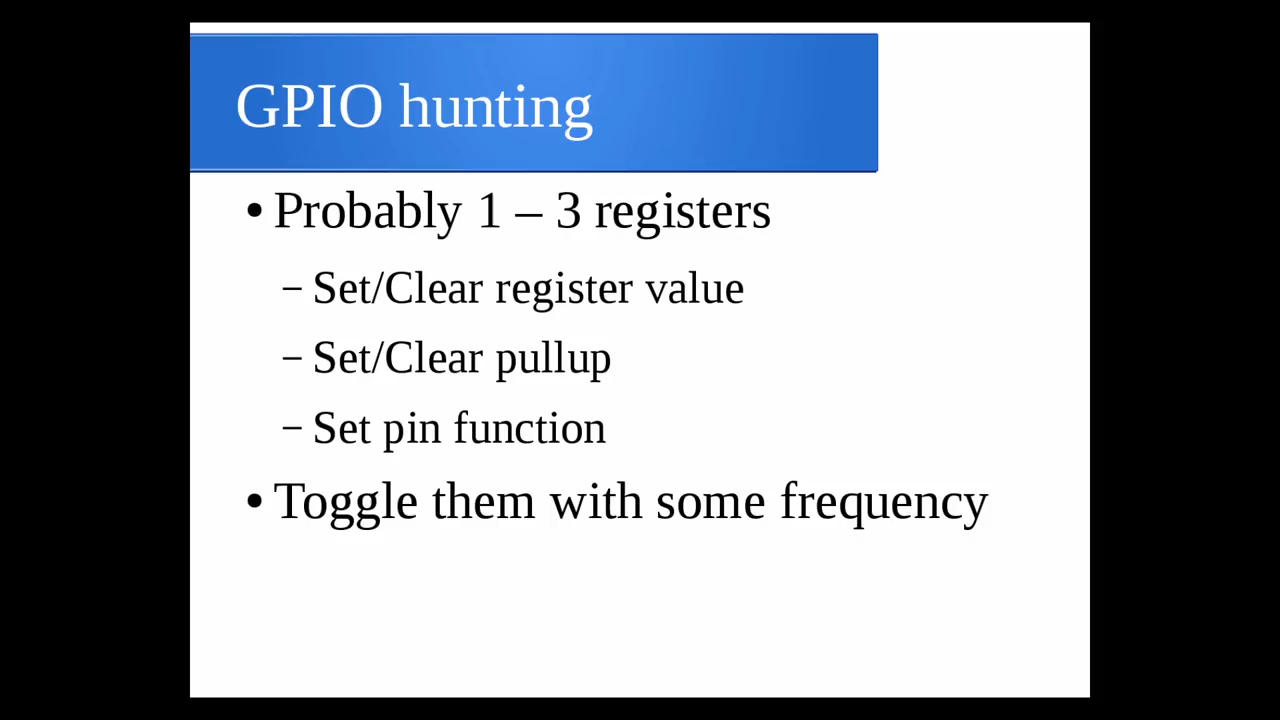 GPIO hunting
• Probably 1 – 3 registers
– Set/Clear register value
– Set/Clear pullup
– Set pin function
• Toggle them with some frequency